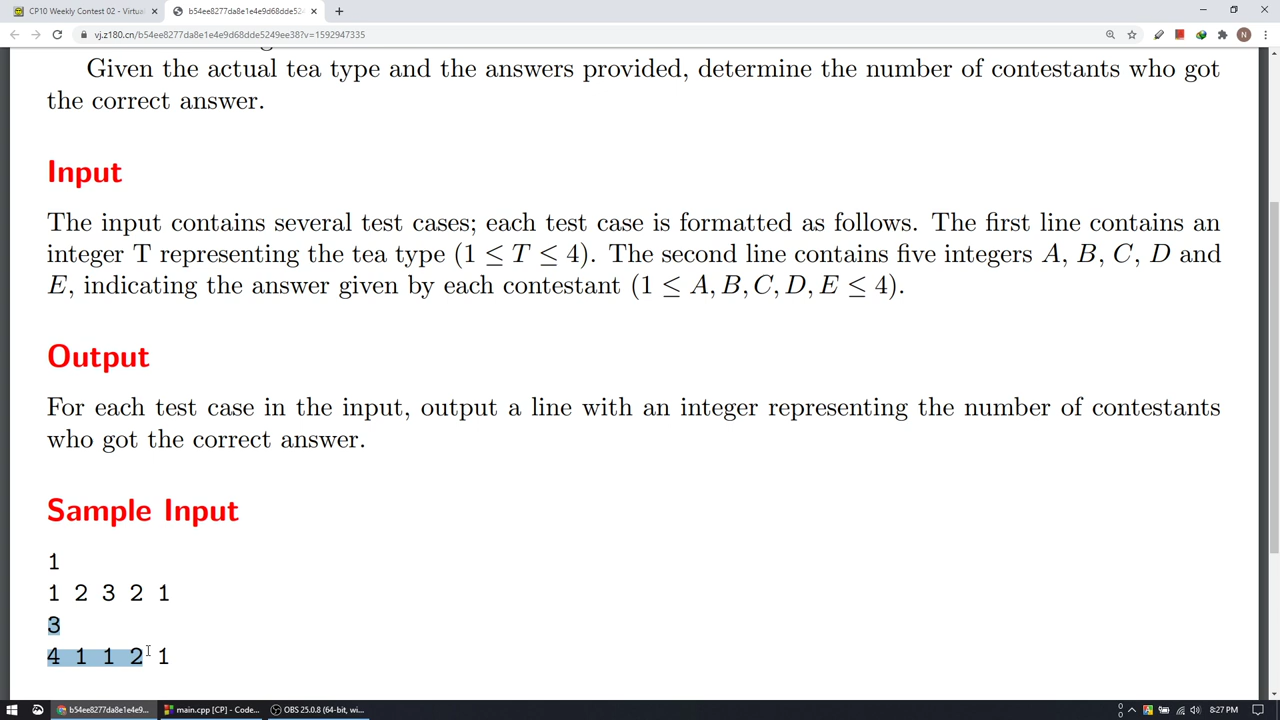 CP10 Weekly Contest 02 - Virtual
b54ee8277da8e1e4e9d68dde524
vj.z180.cn/b54ee8277da8e1e4e9d68dde5249ee38?v=1592947335
N
Given the actual tea type and the answers provided, determine the number of contestants who got
the correct answer.
Input
The input contains several test cases; each test case is formatted as follows. The first line contains an
integer T representing the tea type (1 ≤ T ≤ 4). The second line contains five integers A, B, C, D and
E, indicating the answer given by each contestant (1 ≤ A, B, C, D, E ≤ 4).
Output
For each test case in the input, output a line with an integer representing the number of contestants
who got the correct answer.
Sample Input
1
1 2 3 2 1
3
4 1 1 2 1
b54ee8277da8e1e4e9...
main.cpp [CP] - Code...
OBS 25.0.8 (64-bit, wi...
0
0
8:27 PM